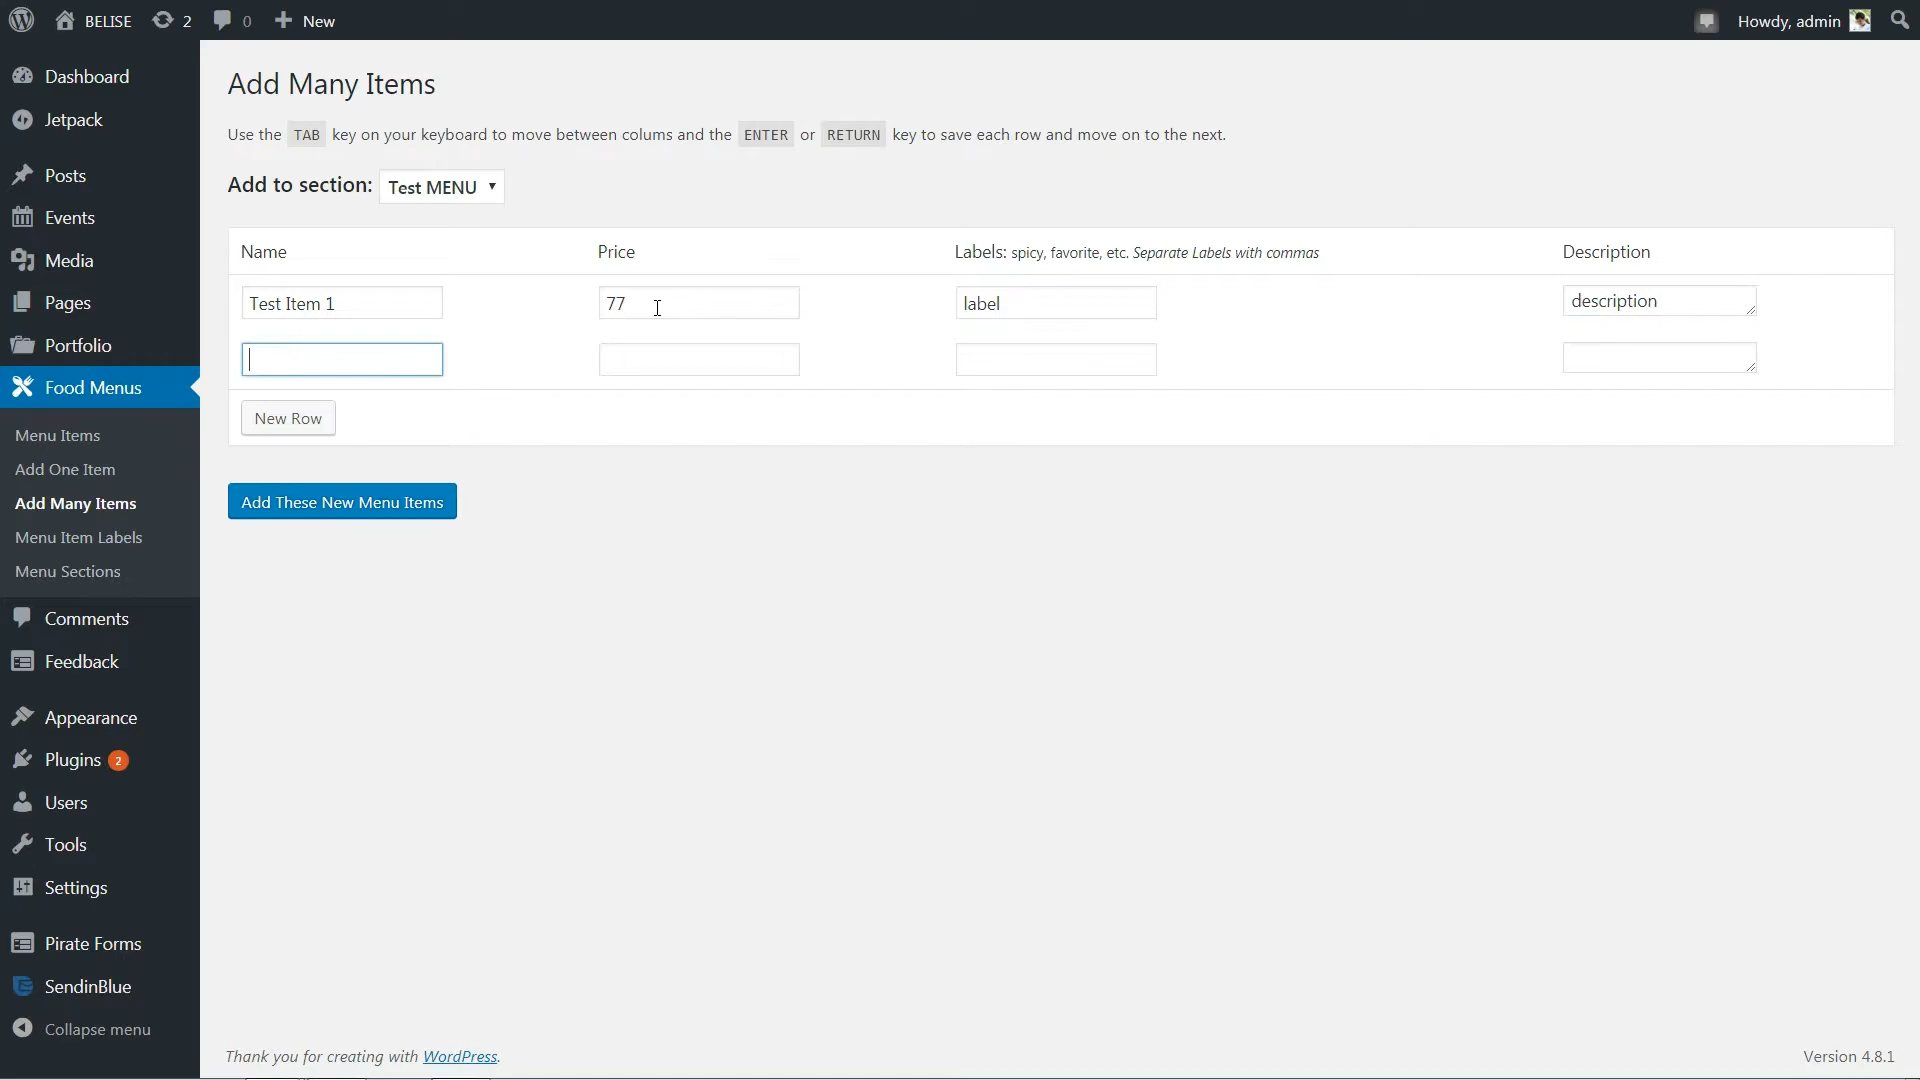 BELISE 2 0 New Howdy, admin
Dashboard
Jetpack
Posts
Events
Media
Pages
Portfolio
Food Menus
Menu Items
Add One Item
Add Many Items
Menu Item Labels
Menu Sections
Comments
Feedback
Appearance
Plugins 2
Users
Tools
Settings
Pirate Forms
SendinBlue
Collapse menu
Add Many Items
Use the TAB key on your keyboard to move between colums and the ENTER or RETURN key to save each row and move on to the next.
Add to section: Test MENU
Name Price Labels: spicy, favorite, etc. Separate Labels with commas Description
Test Item 1 77 label description
New Row
Add These New Menu Items
Thank you for creating with WordPress. Version 4.8.1